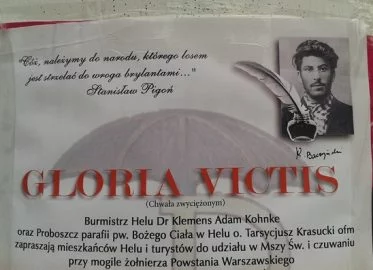 "Cóż, należymy do narodu, którego losem
jest strzelać do wroga brylantami..."
Stanisław Pigoń
K. Baczyński
GLORIA VICTIS
(Chwała zwyciężonym)
Burmistrz Helu Dr Klemens Adam Kohnke
oraz Proboszcz parafii pw. Bożego Ciała w Helu o. Tarsycjusz Krasucki ofm
zapraszają mieszkańców Helu i turystów do udziału w Mszy Św. i czuwaniu
przy mogile żołnierza Powstania Warszawskiego